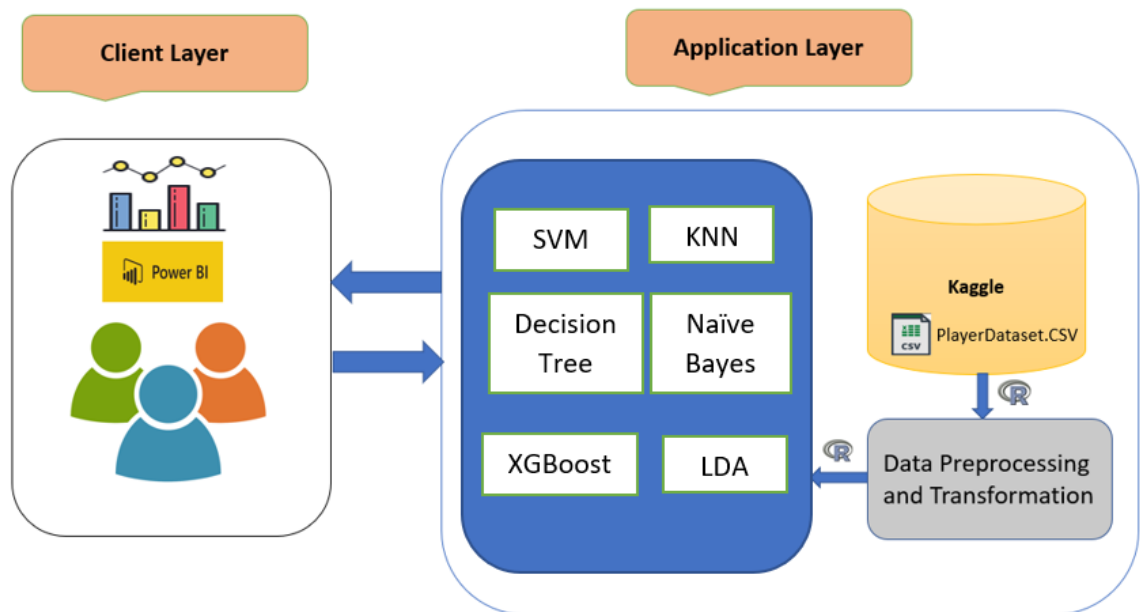 Client Layer
Application Layer
Power BI
SVM
KNN
Decision
Tree
Naïve
Bayes
XGBoost
LDA
Kaggle
CSV
PlayerDataset.CSV
R
R
Data Preprocessing
and Transformation